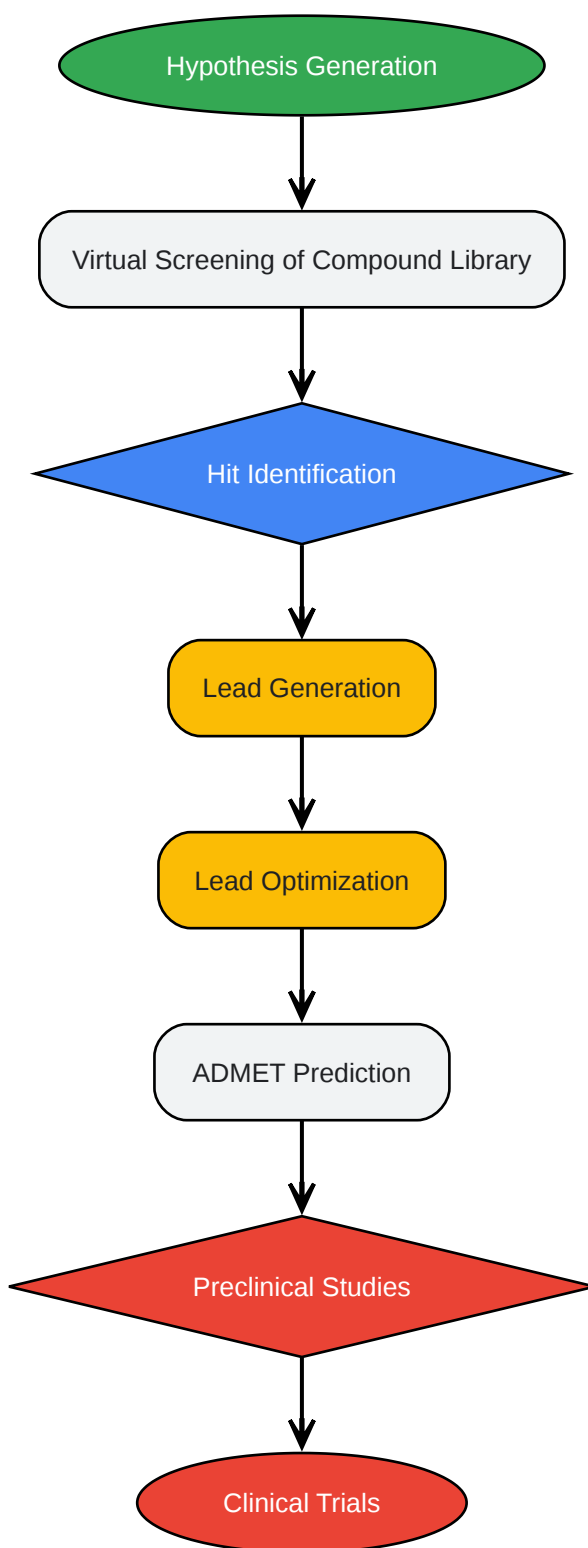 Hypothesis Generation
Virtual Screening of Compound Library
Hit Identification
Lead Generation
Lead Optimization
ADMET Prediction
Preclinical Studies
Clinical Trials